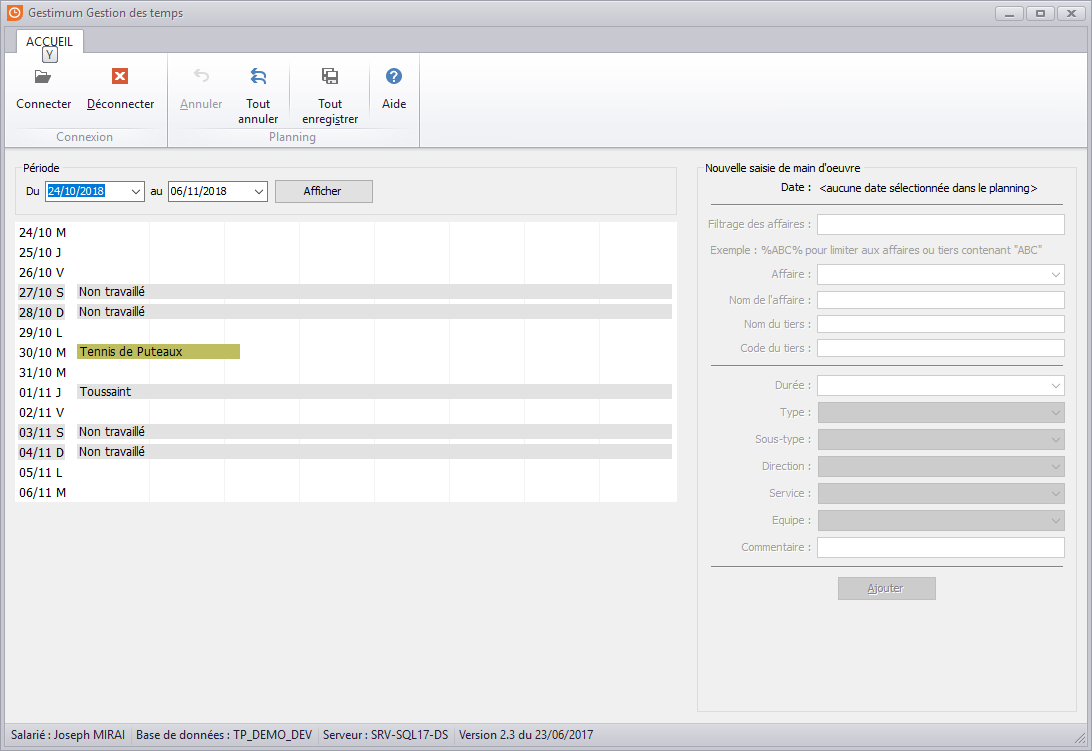 Gestimum Gestion des temps
ACCUEIL
Y
Connecter
Déconnecter
Annuler
Tout annuler
Tout enregistrer
Aide
Connexion
Planning
Période
Du 24/10/2018 au 06/11/2018 Afficher
24/10 M
25/10 J
26/10 V
27/10 S Non travaillé
28/10 D Non travaillé
29/10 L
30/10 M Tennis de Puteaux
31/10 M
01/11 J Toussaint
02/11 V
03/11 S Non travaillé
04/11 D Non travaillé
05/11 L
06/11 M
Nouvelle saisie de main d'oeuvre
Date : <aucune date sélectionnée dans le planning>
Filtrage des affaires :
Exemple : %ABC% pour limiter aux affaires ou tiers contenant "ABC"
Affaire :
Nom de l'affaire :
Nom du tiers :
Code du tiers :
Durée :
Type :
Sous-type :
Direction :
Service :
Equipe :
Commentaire :
Ajouter
Salarié : Joseph MIRAI Base de données : TP_DEMO_DEV Serveur : SRV-SQL17-DS Version 2.3 du 23/06/2017